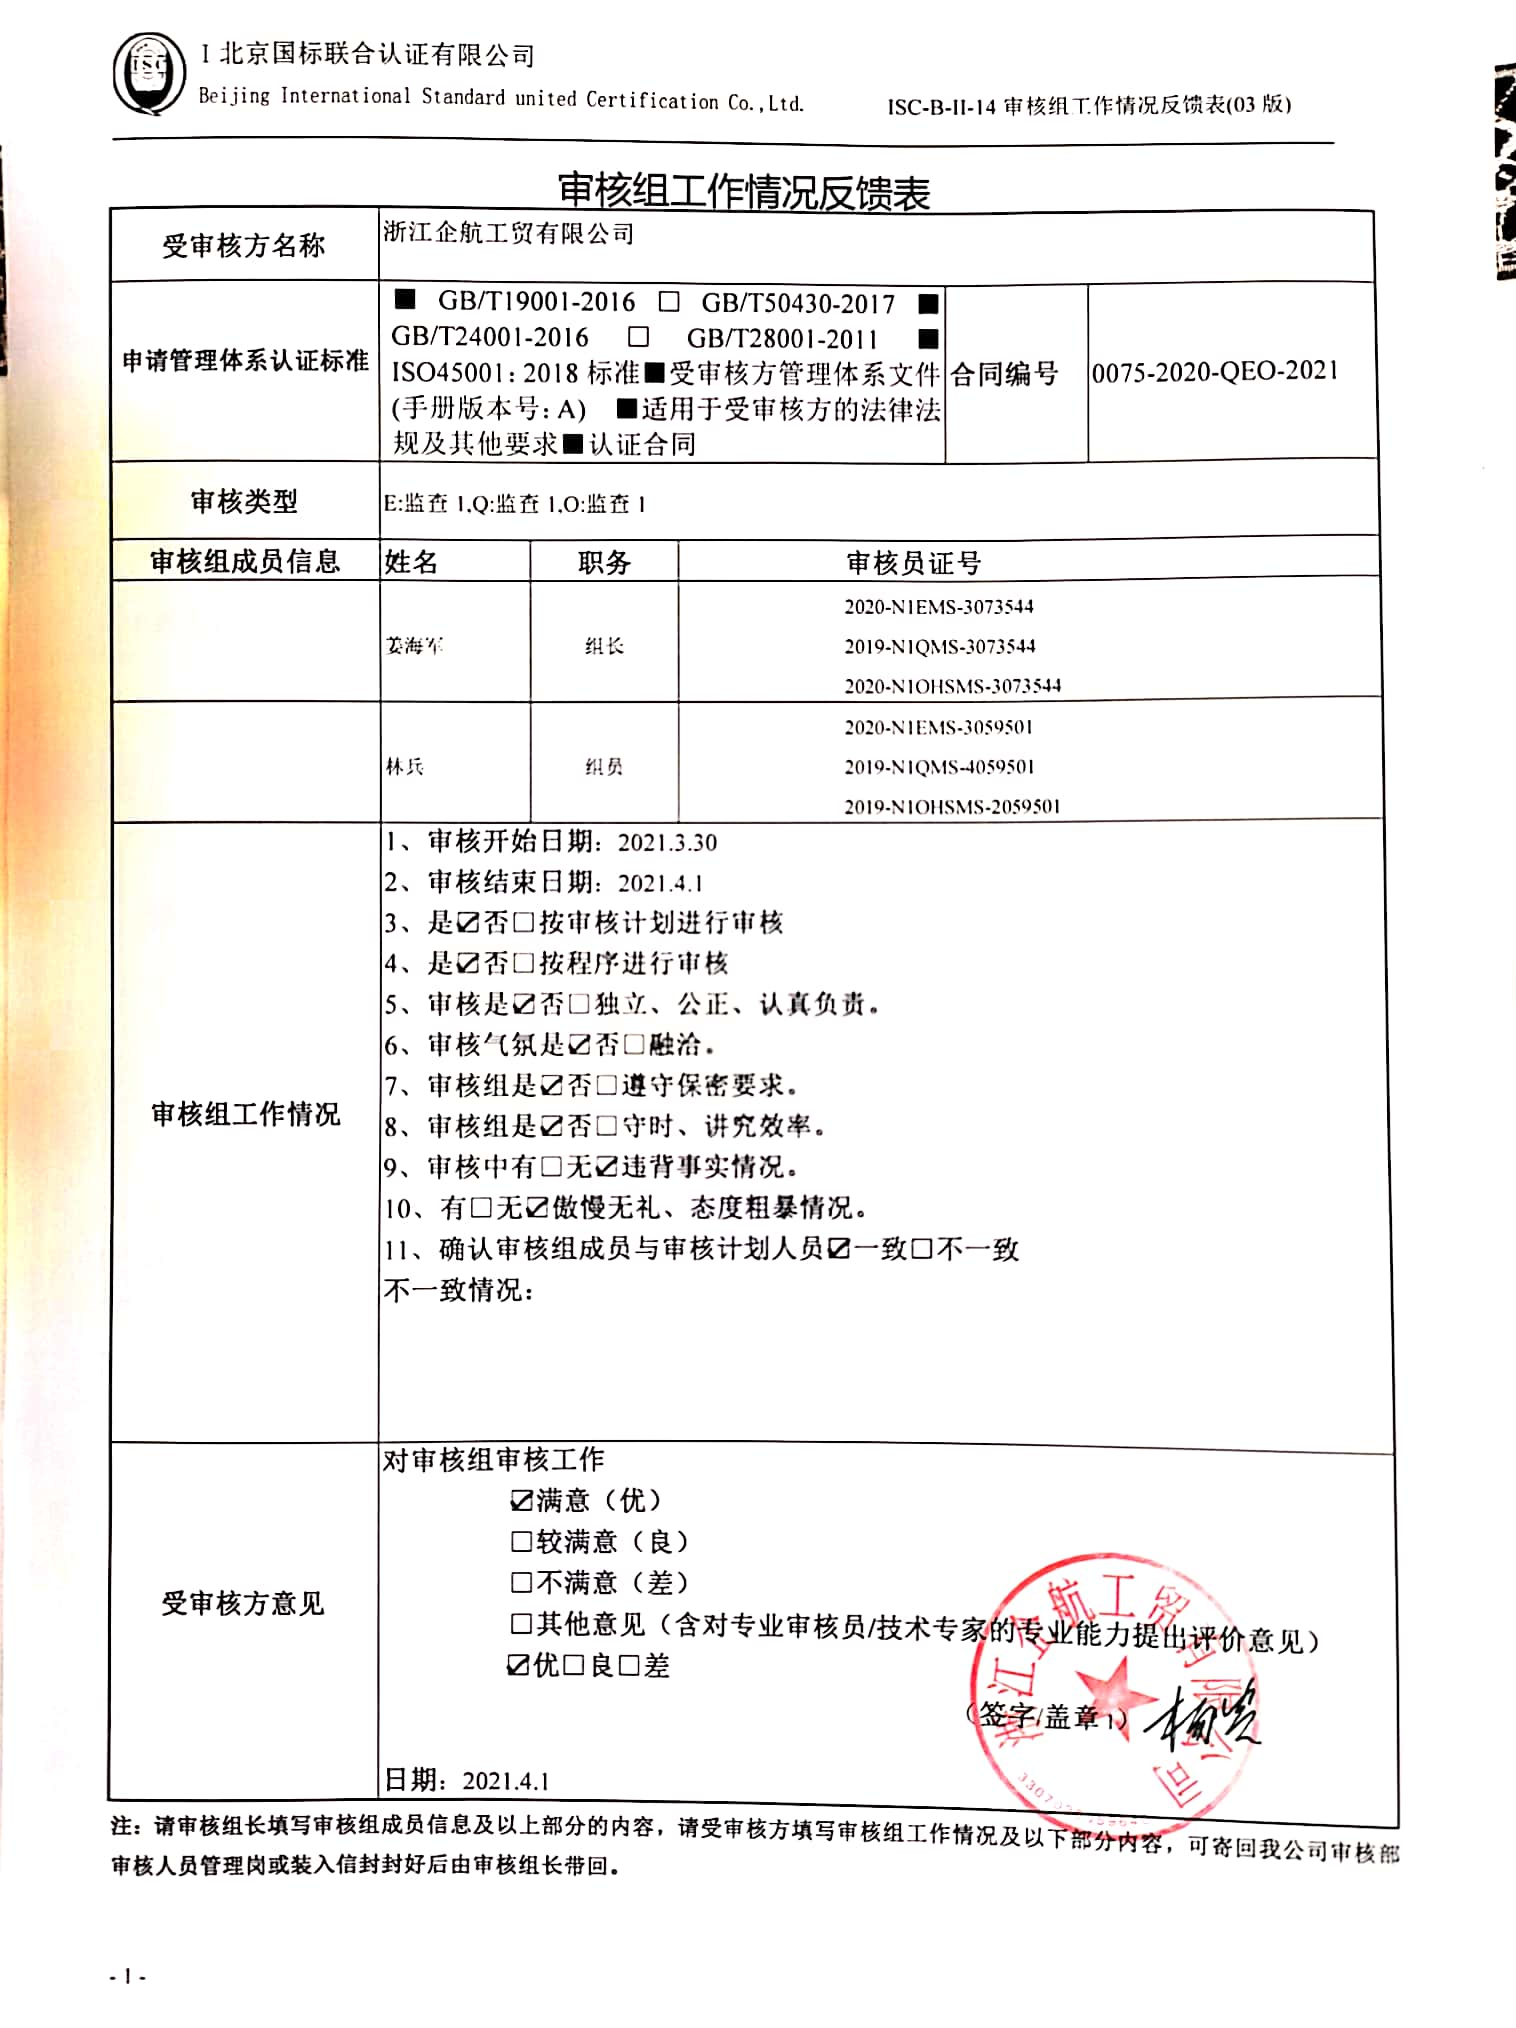 ISC
I 北京国标联合认证有限公司
Beijing International Standard united Certification Co.,Ltd.
ISC-B-II-14 审核组工作情况反馈表(03 版)
审核组工作情况反馈表
受审核方名称
浙江企航工贸有限公司
申请管理体系认证标准
■ GB/T19001-2016 □ GB/T50430-2017 ■
GB/T24001-2016 □ GB/T28001-2011 ■
ISO45001: 2018 标准■受审核方管理体系文件
(手册版本号: A) ■适用于受审核方的法律法
规及其他要求■认证合同
合同编号
0075-2020-QEO-2021
审核类型
E:监查 1,Q:监查 1,O:监查 1
审核组成员信息 姓名 职务 审核员证号
姜海军 组长
2020-N1EMS-3073544
2019-N1QMS-3073544
2020-N1OHSMS-3073544
林兵 组员
2020-N1EMS-3059501
2019-N1QMS-4059501
2019-N1OHSMS-2059501
审核组工作情况
1、审核开始日期: 2021.3.30
2、审核结束日期: 2021.4.1
3、是☑否□按审核计划进行审核
4、是☑否□按程序进行审核
5、审核是☑否□独立、公正、认真负责。
6、审核气氛是☑否□融洽。
7、审核组是☑否□遵守保密要求。
8、审核组是☑否□守时、讲究效率。
9、审核中有□无☑违背事实情况。
10、有□无☑傲慢无礼、态度粗暴情况。
11、确认审核组成员与审核计划人员☑一致□不一致
不一致情况:
受审核方意见
对审核组审核工作
☑满意（优）
□较满意（良）
□不满意（差）
□其他意见（含对专业审核员/技术专家的专业能力提出评价意见）
☑优□良□差
（签字/盖章）
浙江企航工贸有限公司
日期: 2021.4.1
注: 请审核组长填写审核组成员信息及以上部分的内容，请受审核方填写审核组工作情况及以下部分内容，可寄回我公司审核部
审核人员管理岗或装入信封封好后由审核组长带回。
- 1 -